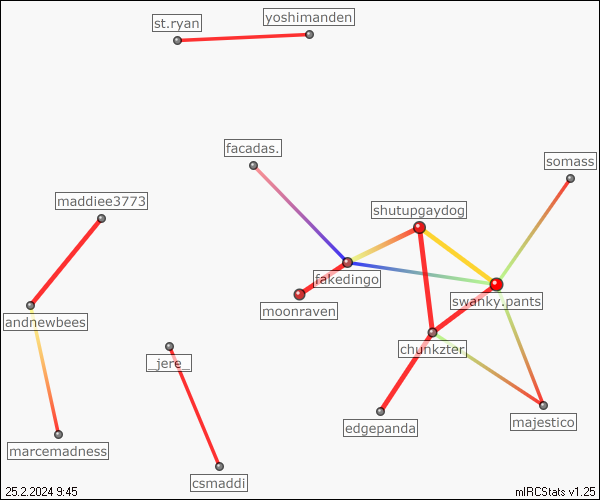 st.ryan
yoshimanden
facadas.
somass
maddiee3773
shutupgaydog
fakedingo
swanky.pants
moonraven
andnewbees
chunkzter
_jere_
majestico
edgepanda
marcemadness
csmaddi
25.2.2024 9:45
mIRCStats v1.25